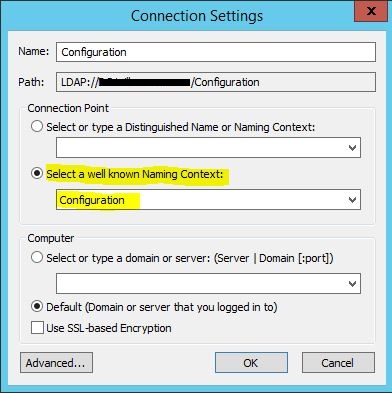 Connection Settings
x
Name: Configuration
Path: LDAP:// /Configuration
Connection Point
Select or type a Distinguished Name or Naming Context:
Select a well known Naming Context:
Configuration
Computer
Select or type a domain or server: (Server | Domain [:port])
Default (Domain or server that you logged in to)
Use SSL-based Encryption
Advanced... OK Cancel